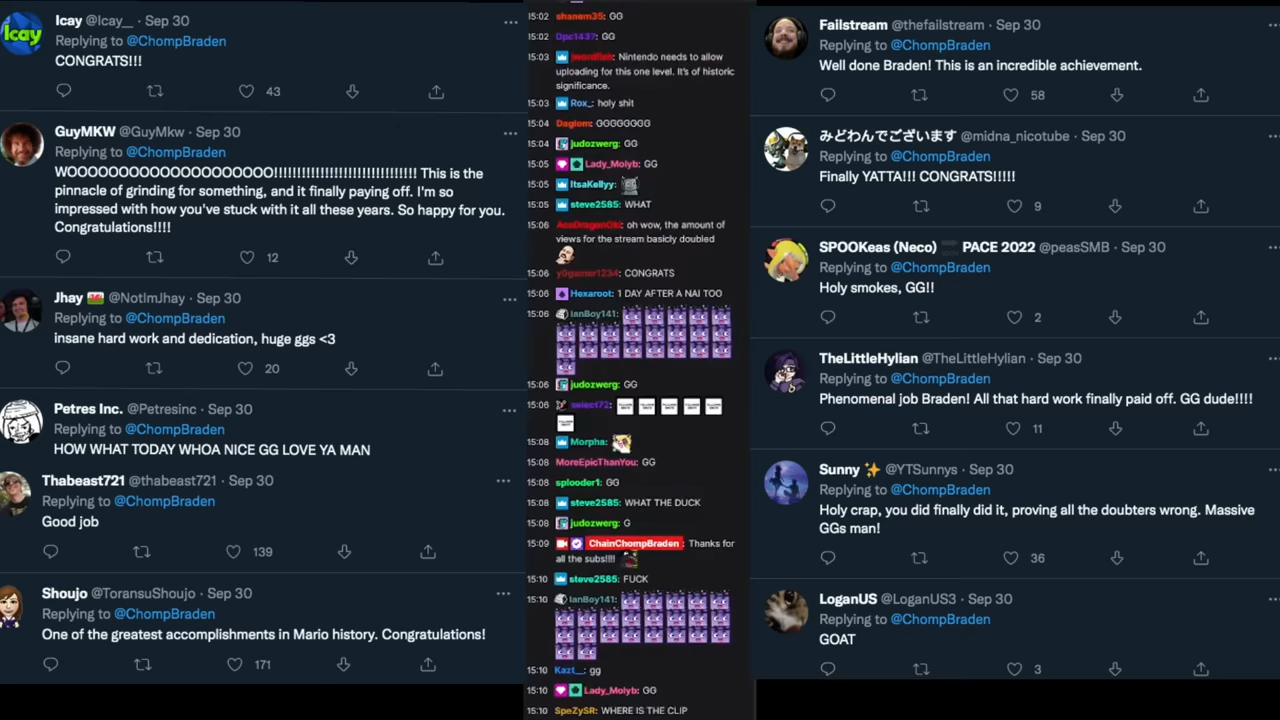 Icay
Icay @Icay_ · Sep 30
Replying to @ChompBraden
CONGRATS!!!
43
GuyMKW @GuyMkw · Sep 30
Replying to @ChompBraden
WOOOOOOOOOOOOOOOOOOOO!!!!!!!!!!!!!!!!!!!!!!!!!!!!!!! This is the
pinnacle of grinding for something, and it finally paying off. I'm so
impressed with how you've stuck with it all these years. So happy for you.
Congratulations!!!!
12
Jhay @NotImJhay · Sep 30
Replying to @ChompBraden
insane hard work and dedication, huge ggs <3
20
Petres Inc. @Petresinc · Sep 30
Replying to @ChompBraden
HOW WHAT TODAY WHOA NICE GG LOVE YA MAN
Thabeast721 @thabeast721 · Sep 30
Replying to @ChompBraden
Good job
139
Shoujo @ToransuShoujo · Sep 30
Replying to @ChompBraden
One of the greatest accomplishments in Mario history. Congratulations!
171
15:02 shanem35: GG
15:02 Dpc1437: GG
15:03 jwordfish: Nintendo needs to allow
uploading for this one level. It's of historic
significance.
15:03 Rox_: holy shit
15:04 Daglom: GGGGGGGG
15:04 judozwerg: GG
15:05 Lady_Molyb: GG
15:05 ItsaKellyy:
15:05 steve2585: WHAT
15:06 AceDragonOki: oh wow, the amount of
views for the stream basicly doubled
15:06 y0gamer1234: CONGRATS
15:06 Hexaroot: 1 DAY AFTER A NAI TOO
15:06 IanBoy141:
15:06 judozwerg: GG
15:06 select72:
15:08 Morpha:
15:08 MoreEpicThanYou: GG
15:08 splooder1: GG
15:08 steve2585: WHAT THE DUCK
15:08 judozwerg: G
15:09 ChainChompBraden : Thanks for
all the subs!!!!
15:10 steve2585: FUCK
15:10 IanBoy141:
15:10 Kazt__: gg
15:10 Lady_Molyb: GG
15:10 SpeZySR: WHERE IS THE CLIP
Failstream @thefailstream · Sep 30
Replying to @ChompBraden
Well done Braden! This is an incredible achievement.
58
みどわんでございます @midna_nicotube · Sep 30
Replying to @ChompBraden
Finally YATTA!!! CONGRATS!!!!!
9
SPOOKeas (Neco) PACE 2022 @peasSMB · Sep 30
Replying to @ChompBraden
Holy smokes, GG!!
2
TheLittleHylian @TheLittleHylian · Sep 30
Replying to @ChompBraden
Phenomenal job Braden! All that hard work finally paid off. GG dude!!!!
11
Sunny @YTSunnys · Sep 30
Replying to @ChompBraden
Holy crap, you did finally did it, proving all the doubters wrong. Massive
GGs man!
36
LoganUS @LoganUS3 · Sep 30
Replying to @ChompBraden
GOAT
3